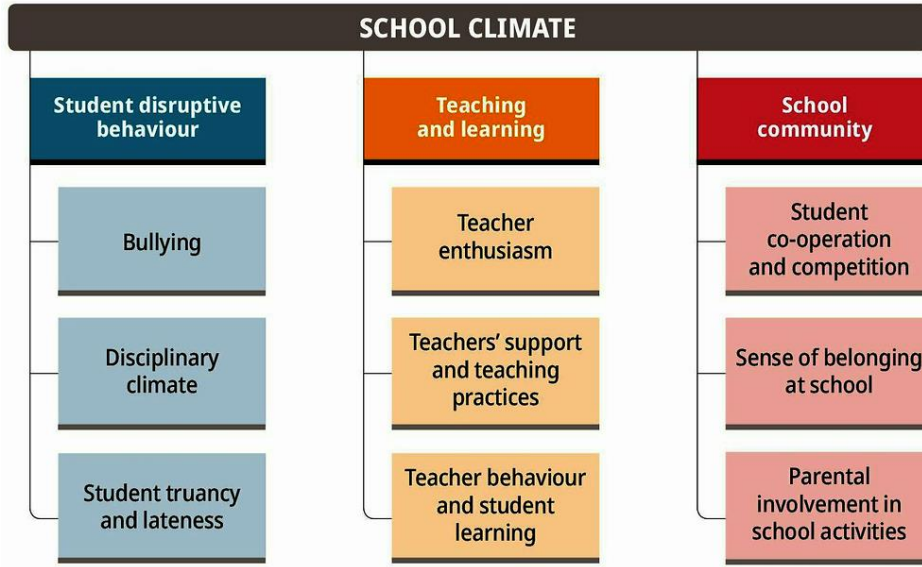 SCHOOL CLIMATE
Student disruptive
behaviour
Bullying
Disciplinary
climate
Student truancy
and lateness
Teaching
and learning
Teacher
enthusiasm
Teachers' support
and teaching
practices
Teacher behaviour
and student
learning
School
community
Student
co-operation
and competition
Sense of belonging
at school
Parental
involvement in
school activities